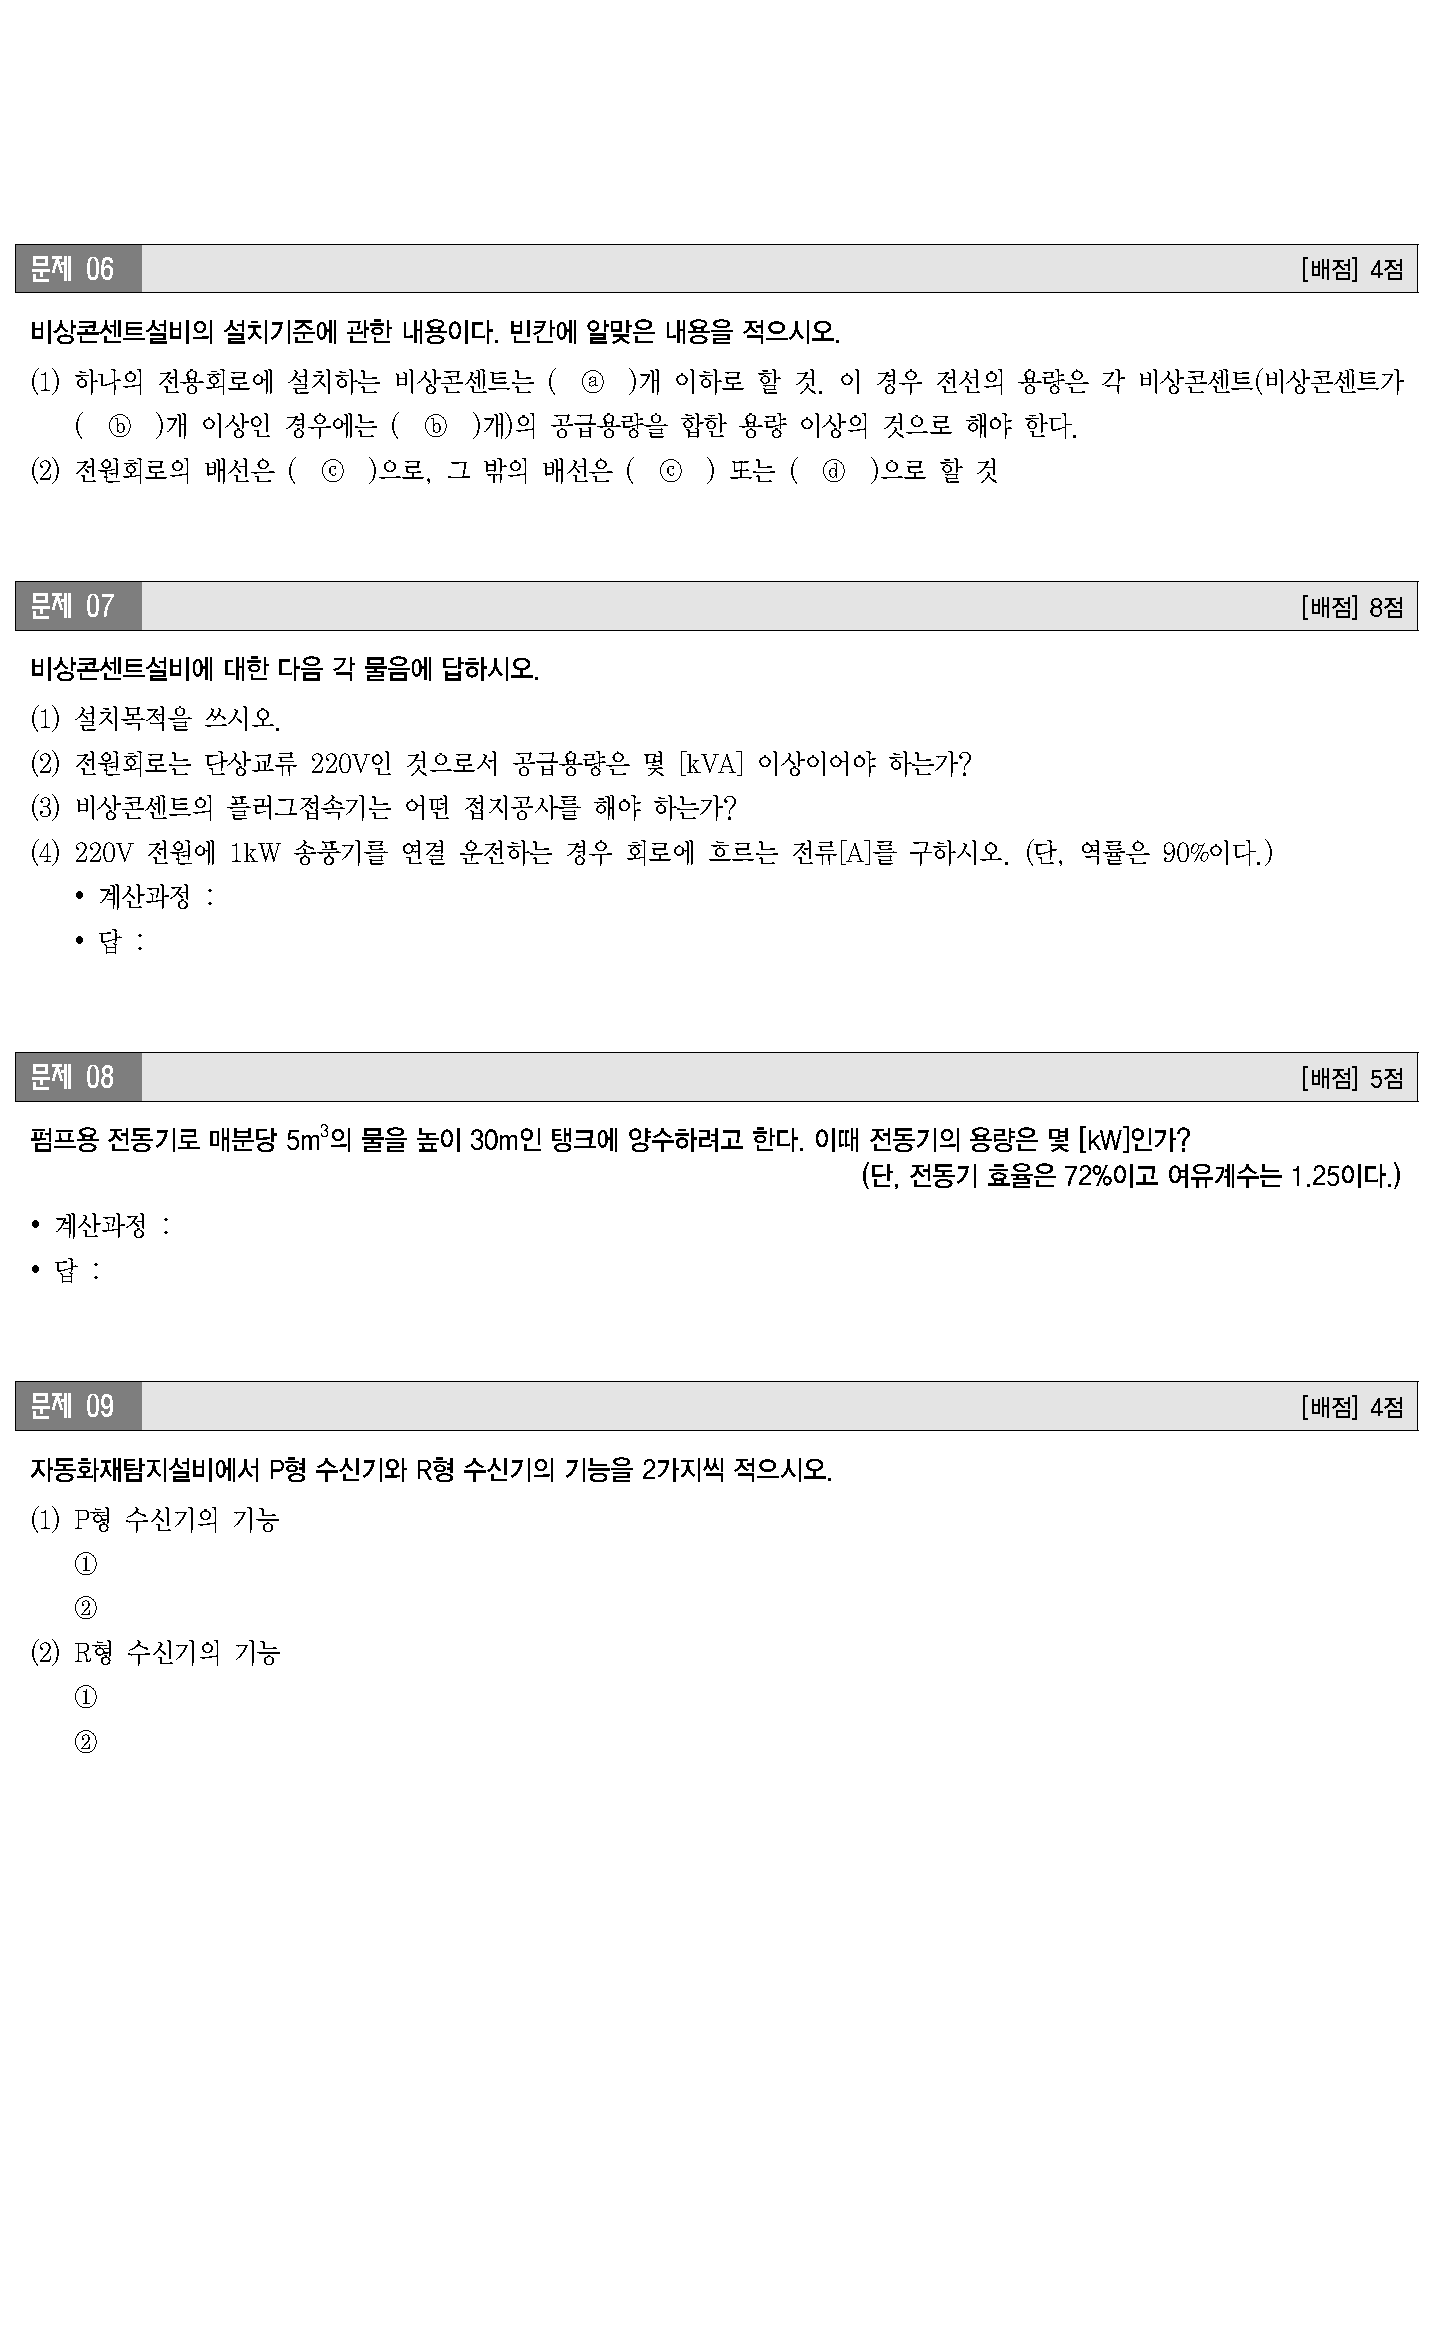 문제 06 [배점] 4점
비상콘센트설비의 설치기준에 관한 내용이다. 빈칸에 알맞은 내용을 적으시오.
(1) 하나의 전용회로에 설치하는 비상콘센트는 ( ⓐ )개 이하로 할 것. 이 경우 전선의 용량은 각 비상콘센트(비상콘센트가
( ⓑ )개 이상인 경우에는 ( ⓑ )개)의 공급용량을 합한 용량 이상의 것으로 해야 한다.
(2) 전원회로의 배선은 ( ⓒ )으로, 그 밖의 배선은 ( ⓒ ) 또는 ( ⓓ )으로 할 것
문제 07 [배점] 8점
비상콘센트설비에 대한 다음 각 물음에 답하시오.
(1) 설치목적을 쓰시오.
(2) 전원회로는 단상교류 220V인 것으로서 공급용량은 몇 [kVA] 이상이어야 하는가?
(3) 비상콘센트의 플러그접속기는 어떤 접지공사를 해야 하는가?
(4) 220V 전원에 1kW 송풍기를 연결 운전하는 경우 회로에 흐르는 전류[A]를 구하시오. (단, 역률은 90%이다.)
• 계산과정 :
• 답 :
문제 08 [배점] 5점
펌프용 전동기로 매분당 5m³의 물을 높이 30m인 탱크에 양수하려고 한다. 이때 전동기의 용량은 몇 [kW]인가?
(단, 전동기 효율은 72%이고 여유계수는 1.25이다.)
• 계산과정 :
• 답 :
문제 09 [배점] 4점
자동화재탐지설비에서 P형 수신기와 R형 수신기의 기능을 2가지씩 적으시오.
(1) P형 수신기의 기능
①
②
(2) R형 수신기의 기능
①
②